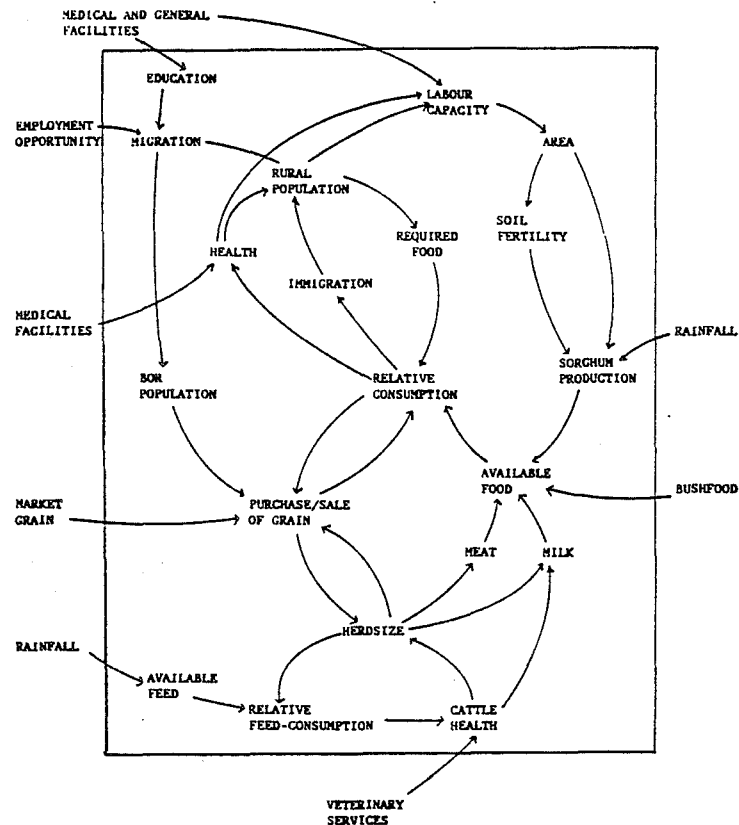 MEDICAL AND GENERAL
FACILITIES
EDUCATION
LABOUR
CAPACITY
EMPLOYMENT
OPPORTUNITY
MIGRATION
AREA
RURAL
POPULATION
SOIL
FERTILITY
REQUIRED
FOOD
HEALTH
IMMIGRATION
MEDICAL
FACILITIES
RAINFALL
BOR
POPULATION
RELATIVE
CONSUMPTION
SORGHUM
PRODUCTION
AVAILABLE
FOOD
BUSHFOOD
MARKET
GRAIN
PURCHASE/SALE
OF GRAIN
MEAT
MILK
HERDSIZE
RAINFALL
AVAILABLE
FEED
RELATIVE
FEED-CONSUMPTION
CATTLE
HEALTH
VETERINARY
SERVICES